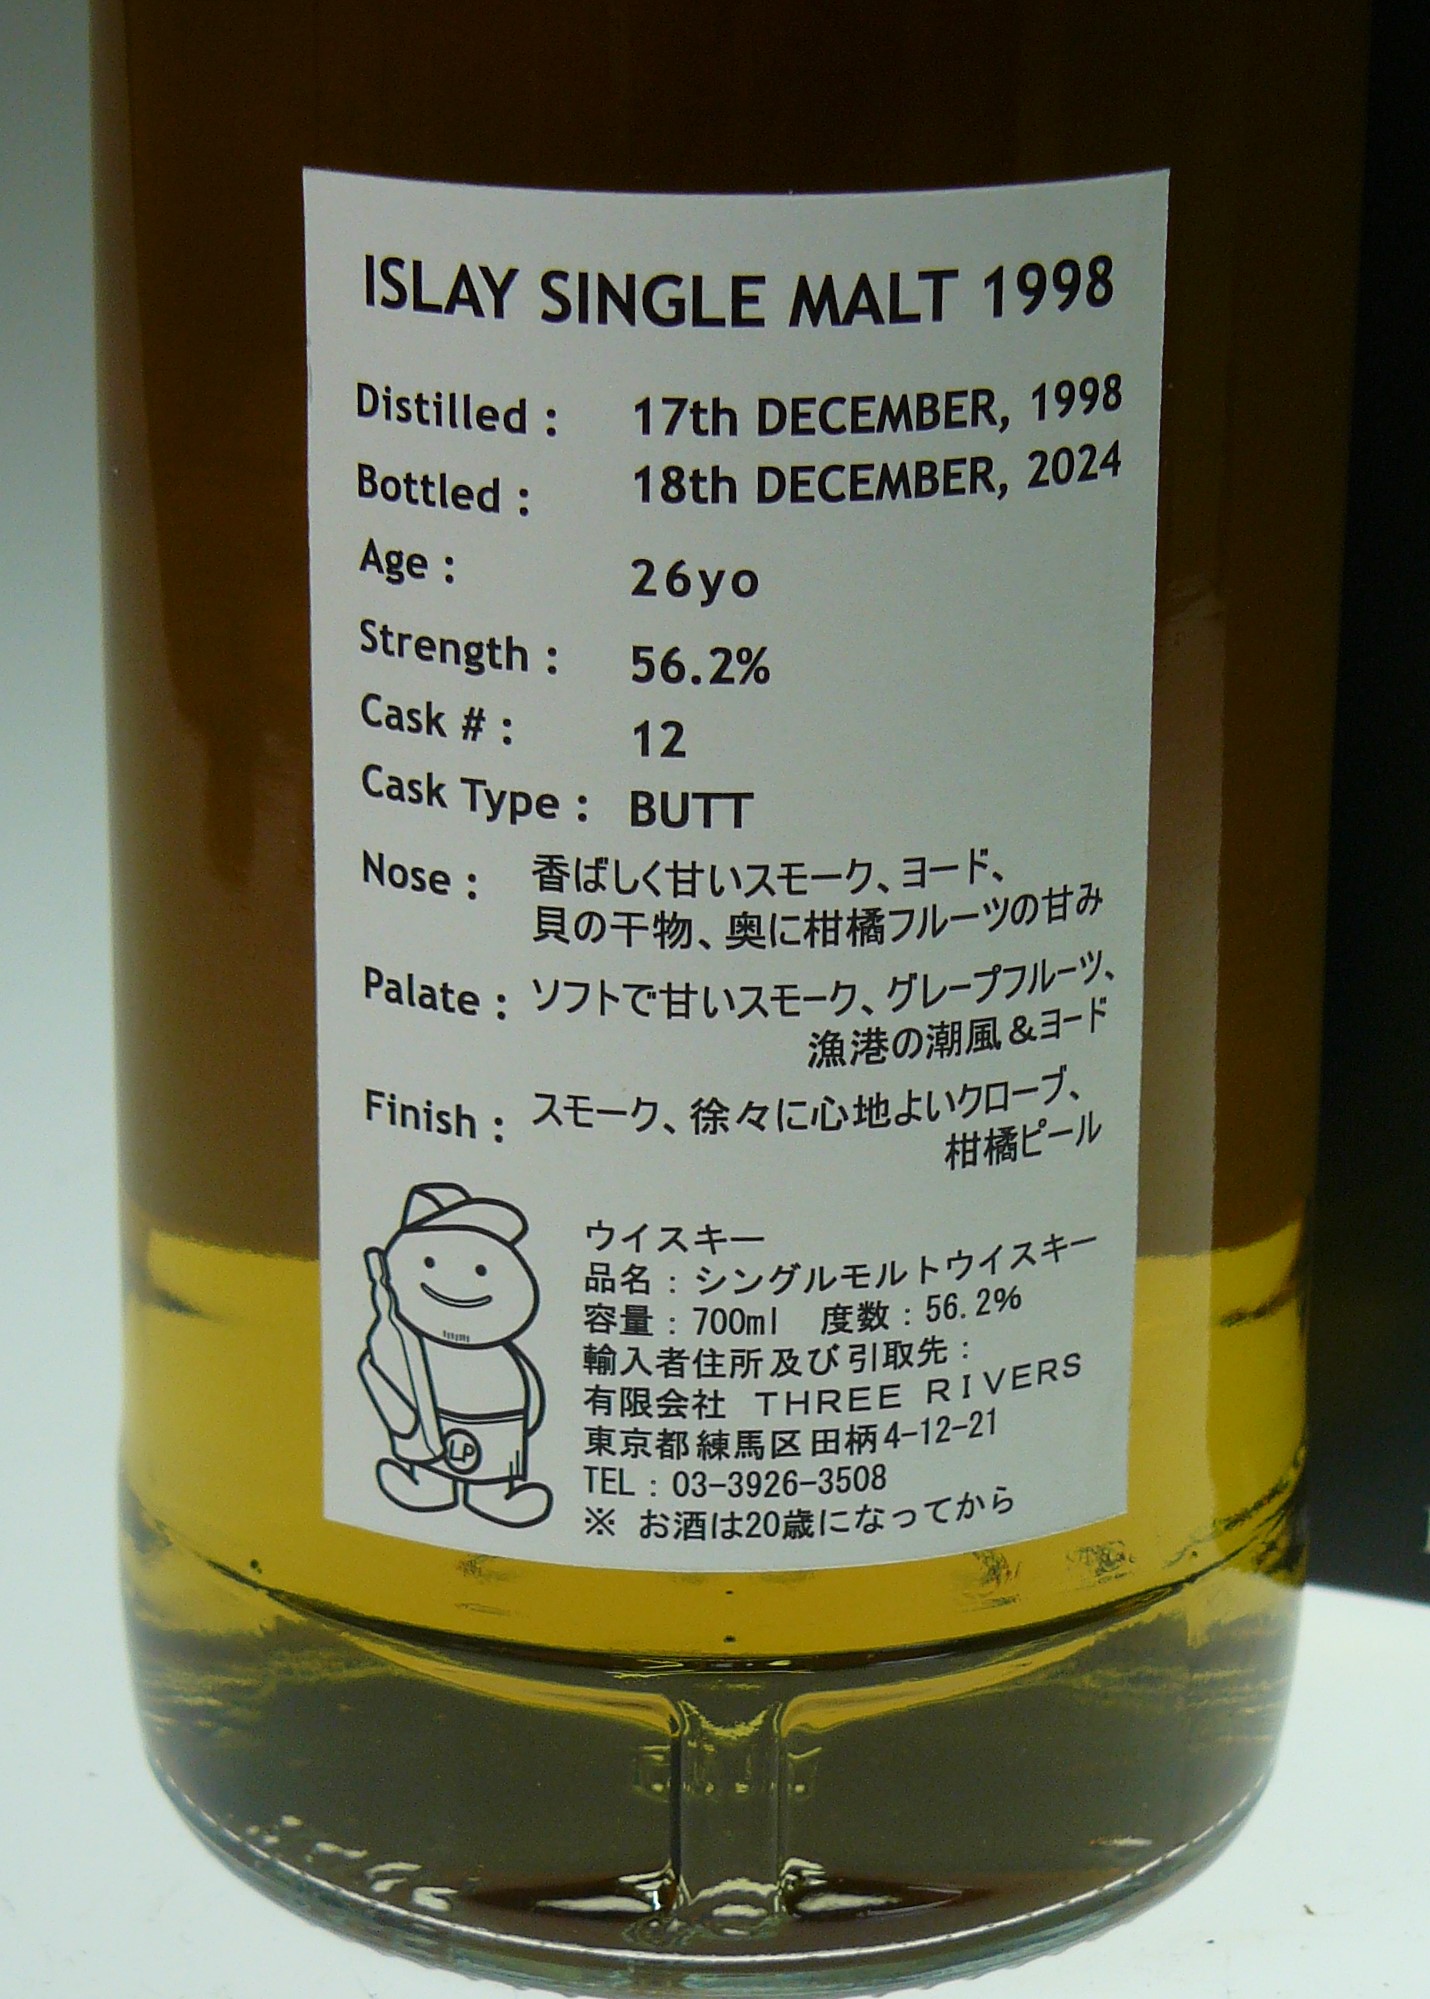 ISLAY SINGLE MALT 1998
Distilled : 17th DECEMBER, 1998
Bottled : 18th DECEMBER, 2024
Age : 26yo
Strength : 56.2%
Cask # : 12
Cask Type : BUTT
Nose : 香ばしく甘いスモーク、ヨード、
貝の干物、奥に柑橘フルーツの甘み
Palate : ソフトで甘いスモーク、グレープフルーツ、
漁港の潮風&ヨード
Finish : スモーク、徐々に心地よいクローブ、
柑橘ピール
ウイスキー
品名：シングルモルトウイスキー
容量：700ml 度数：56.2%
輸入者住所及び引取先：
有限会社 THREE RIVERS
東京都練馬区田柄4-12-21
TEL：03-3926-3508
※ お酒は20歳になってから
LP